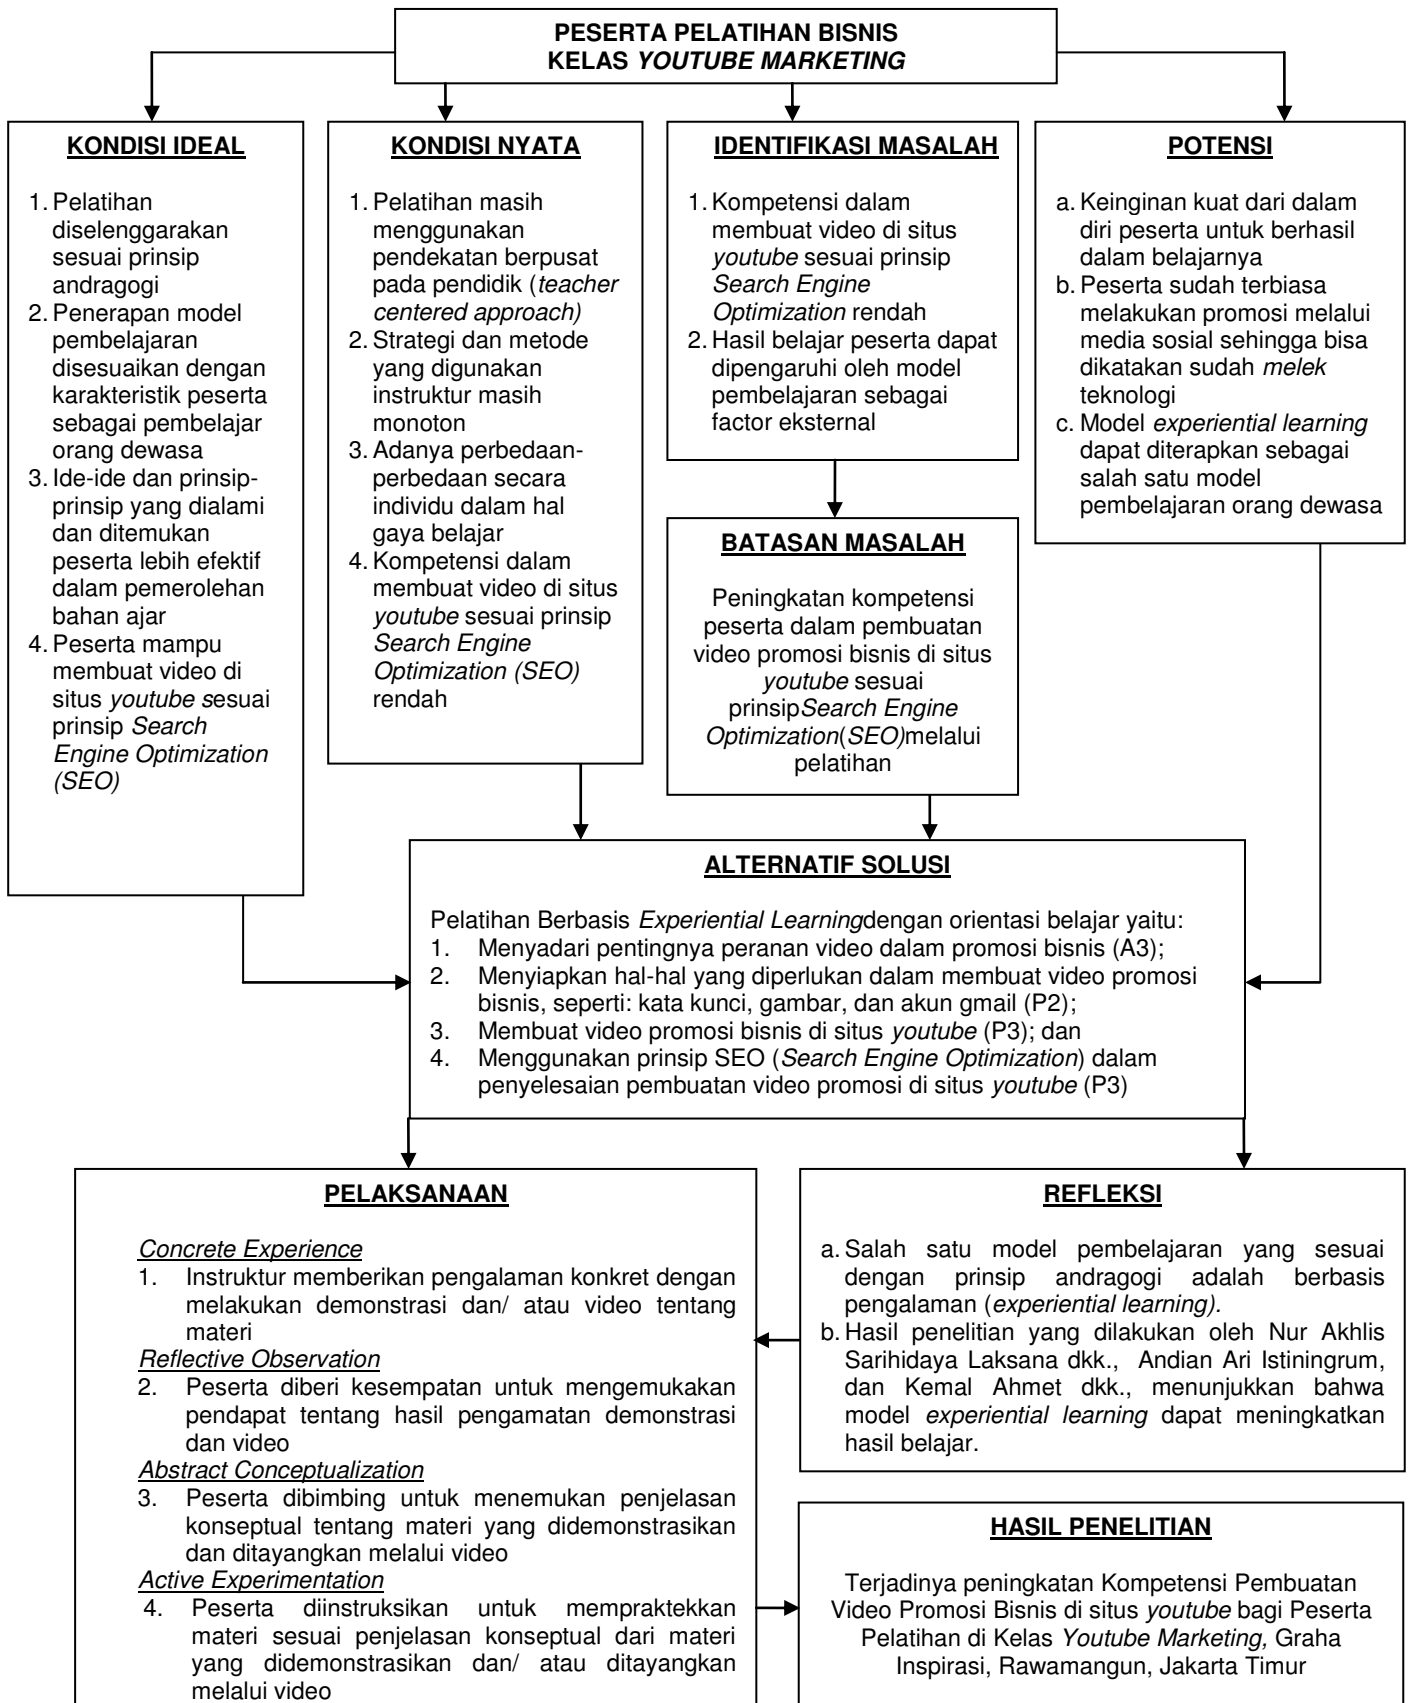 PESERTA PELATIHAN BISNIS
KELAS YOUTUBE MARKETING
KONDISI IDEAL
1. Pelatihan
diselenggarakan
sesuai prinsip
andragogi
2. Penerapan model
pembelajaran
disesuaikan dengan
karakteristik peserta
sebagai pembelajar
orang dewasa
3. Ide-ide dan prinsip-
prinsip yang dialami
dan ditemukan
peserta lebih efektif
dalam pemerolehan
bahan ajar
4. Peserta mampu
membuat video di
situs youtube sesuai
prinsip Search
Engine Optimization
(SEO)
KONDISI NYATA
1. Pelatihan masih
menggunakan
pendekatan berpusat
pada pendidik (teacher
centered approach)
2. Strategi dan metode
yang digunakan
instruktur masih
monoton
3. Adanya perbedaan-
perbedaan secara
individu dalam hal
gaya belajar
4. Kompetensi dalam
membuat video di situs
youtube sesuai prinsip
Search Engine
Optimization (SEO)
rendah
IDENTIFIKASI MASALAH
1. Kompetensi dalam
membuat video di situs
youtube sesuai prinsip
Search Engine
Optimization rendah
2. Hasil belajar peserta dapat
dipengaruhi oleh model
pembelajaran sebagai
factor eksternal
POTENSI
a. Keinginan kuat dari dalam
diri peserta untuk berhasil
dalam belajarnya
b. Peserta sudah terbiasa
melakukan promosi melalui
media sosial sehingga bisa
dikatakan sudah melek
teknologi
c. Model experiential learning
dapat diterapkan sebagai
salah satu model
pembelajaran orang dewasa
BATASAN MASALAH
Peningkatan kompetensi
peserta dalam pembuatan
video promosi bisnis di situs
youtube sesuai
prinsipSearch Engine
Optimization(SEO)melalui
pelatihan
ALTERNATIF SOLUSI
Pelatihan Berbasis Experiential Learningdengan orientasi belajar yaitu:
1. Menyadari pentingnya peranan video dalam promosi bisnis (A3);
2. Menyiapkan hal-hal yang diperlukan dalam membuat video promosi
bisnis, seperti: kata kunci, gambar, dan akun gmail (P2);
3. Membuat video promosi bisnis di situs youtube (P3); dan
4. Menggunakan prinsip SEO (Search Engine Optimization) dalam
penyelesaian pembuatan video promosi di situs youtube (P3)
PELAKSANAAN
Concrete Experience
1. Instruktur memberikan pengalaman konkret dengan
melakukan demonstrasi dan/ atau video tentang
materi
Reflective Observation
2. Peserta diberi kesempatan untuk mengemukakan
pendapat tentang hasil pengamatan demonstrasi
dan video
Abstract Conceptualization
3. Peserta dibimbing untuk menemukan penjelasan
konseptual tentang materi yang didemonstrasikan
dan ditayangkan melalui video
Active Experimentation
4. Peserta diinstruksikan untuk mempraktekkan
materi sesuai penjelasan konseptual dari materi
yang didemonstrasikan dan/ atau ditayangkan
melalui video
REFLEKSI
a. Salah satu model pembelajaran yang sesuai
dengan prinsip andragogi adalah berbasis
pengalaman (experiential learning).
b. Hasil penelitian yang dilakukan oleh Nur Akhlis
Sarihidaya Laksana dkk., Andian Ari Istiningrum,
dan Kemal Ahmet dkk., menunjukkan bahwa
model experiential learning dapat meningkatkan
hasil belajar.
HASIL PENELITIAN
Terjadinya peningkatan Kompetensi Pembuatan
Video Promosi Bisnis di situs youtube bagi Peserta
Pelatihan di Kelas Youtube Marketing, Graha
Inspirasi, Rawamangun, Jakarta Timur